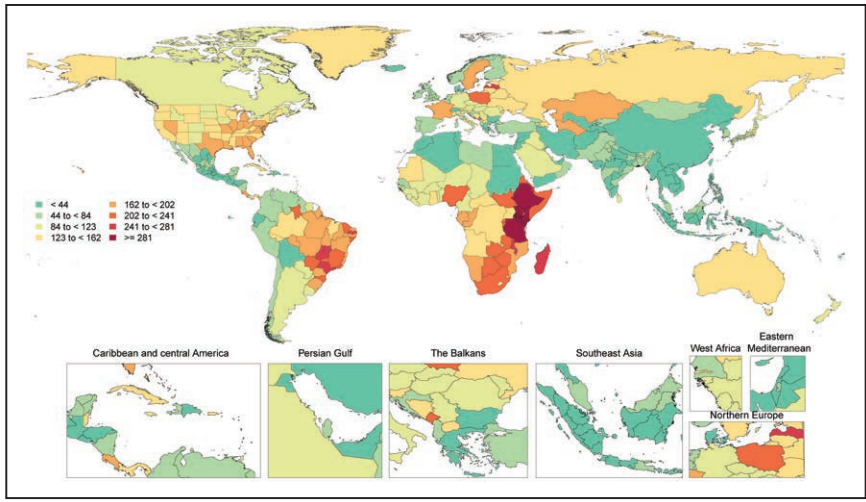 < 44
44 to < 84
84 to < 123
123 to < 162
162 to < 202
202 to < 241
241 to < 281
>= 281
Caribbean and central America
Persian Gulf
The Balkans
Southeast Asia
West Africa
Eastern
Mediterranean
Northern Europe